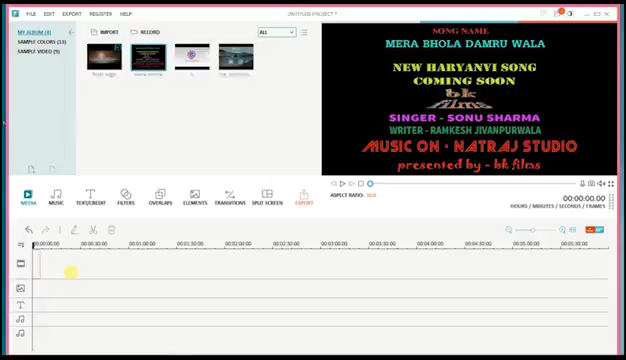 FILE EDIT EXPORT REGISTER HELP
UNTITLED-PROJECT *
MY ALBUM (4)
SAMPLE COLORS (13)
SAMPLE VIDEO (9)
IMPORT RECORD
ALL
SONG NAME
MERA BHOLA DAMRU WALA
NEW HARYANVI SONG
COMING SOON
bk
films
SINGER - SONU SHARMA
WRITER - RAMKESH JIVANPURWALA
MUSIC ON - NATRAJ STUDIO
presented by - bk films
ASPECT RATIO: 16:9
00:00:00.00
HOURS / MINUTES / SECONDS / FRAMES
MEDIA MUSIC TEXT/CREDIT FILTERS OVERLAYS ELEMENTS TRANSITIONS SPLIT SCREEN EXPORT
00:00:00:00 00:00:30:00 00:01:00:00 00:01:30:00 00:02:00:00 00:02:30:00 00:03:00:00 00:03:30:00 00:04:00:00 00:04:30:00 00:05:00:00 00:05:30:00